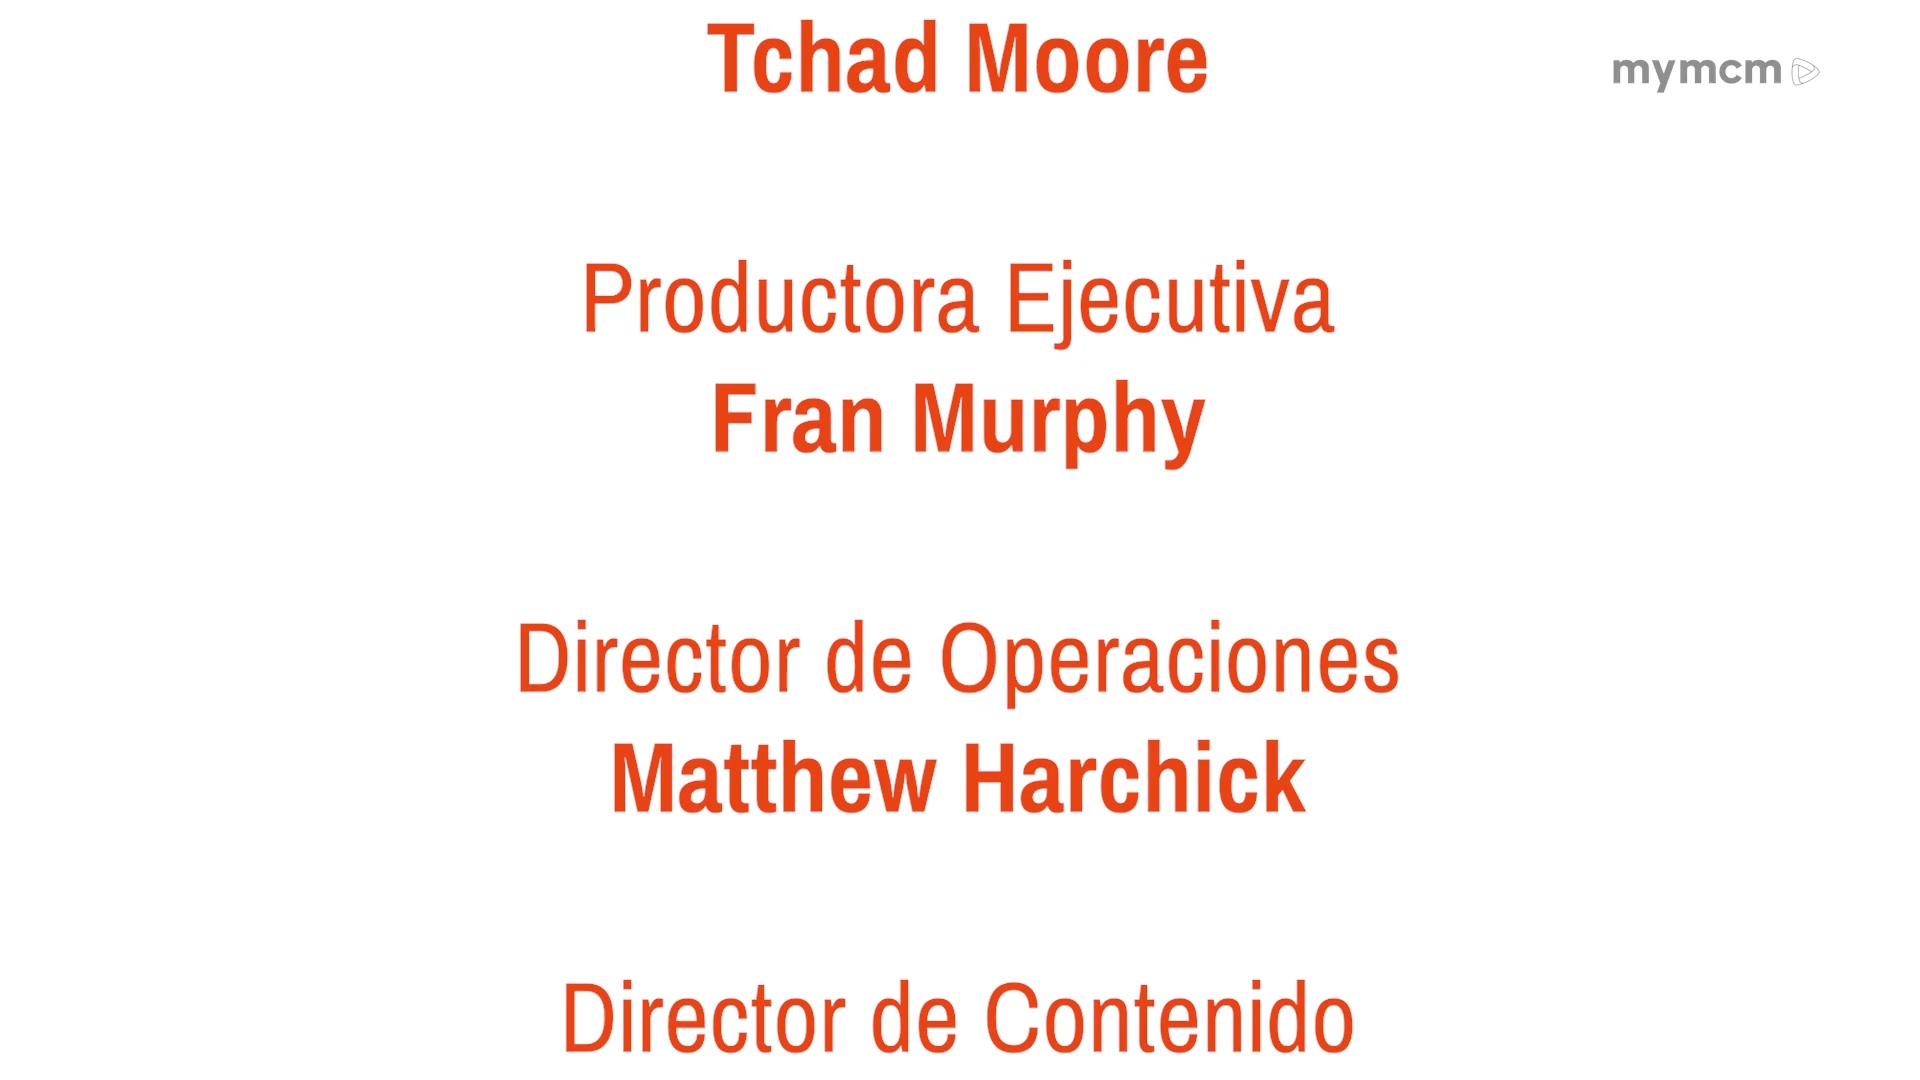 Tchad Moore
mymcm
Productora Ejecutiva
Fran Murphy
Director de Operaciones
Matthew Harchick
Director de Contenido